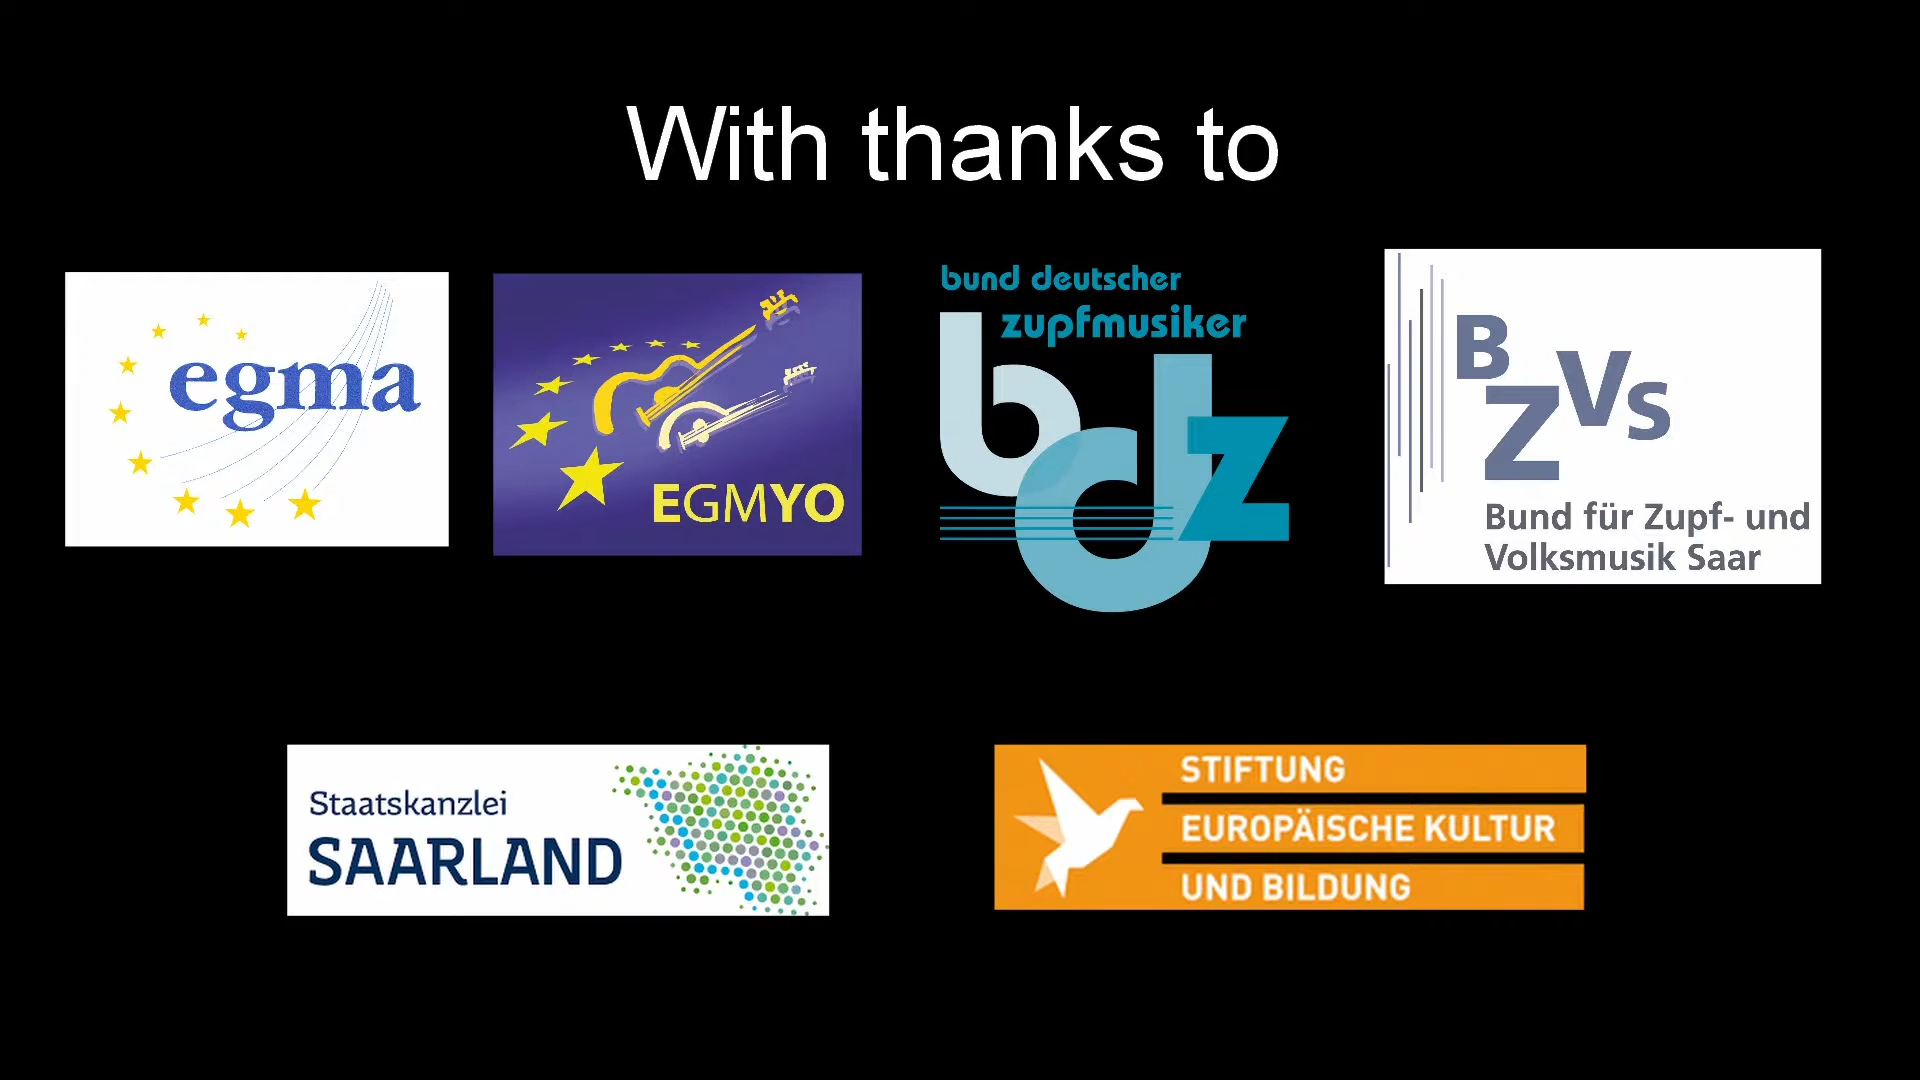 With thanks to
egma
EGMYO
bund deutscher
zupfmusiker
bdz
BZVS
Bund für Zupf- und
Volksmusik Saar
Staatskanzlei
SAARLAND
STIFTUNG
EUROPÄISCHE KULTUR
UND BILDUNG